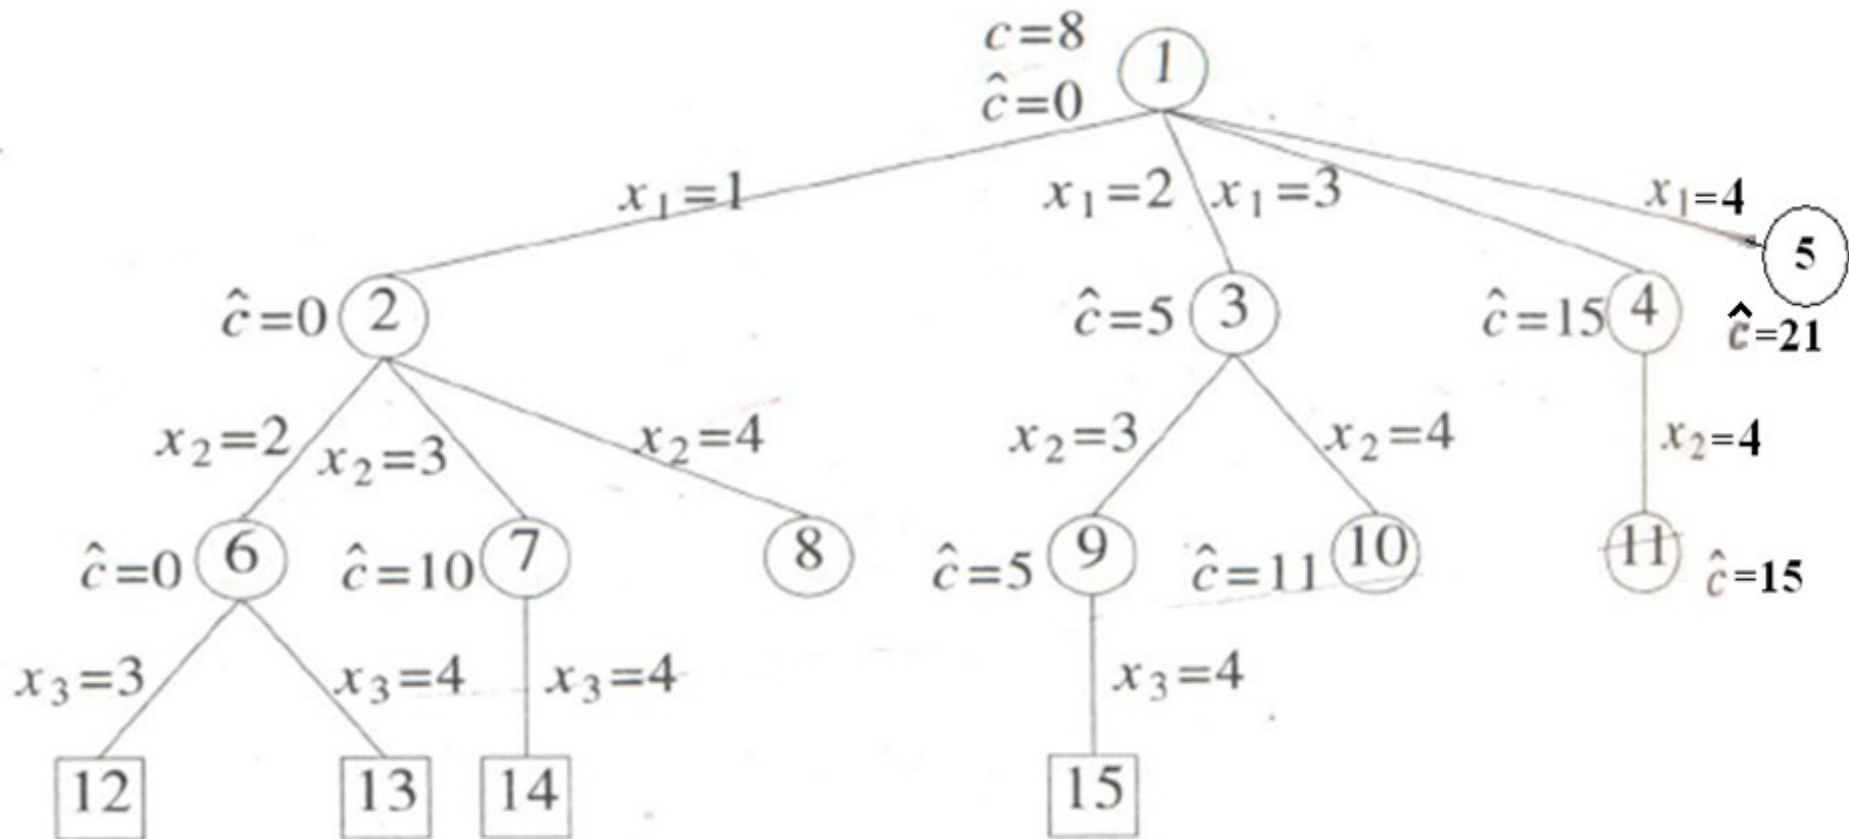 c=8
1
ĉ=0
x₁=1
x₁=2
x₁=3
x₁=4
5
ĉ=0
2
ĉ=5
3
ĉ=15
4
ĉ=21
x₂=2
x₂=3
x₂=4
x₂=3
x₂=4
x₂=4
ĉ=0
6
ĉ=10
7
8
ĉ=5
9
ĉ=11
10
11
ĉ=15
x₃=3
x₃=4
x₃=4
x₃=4
12
13
14
15